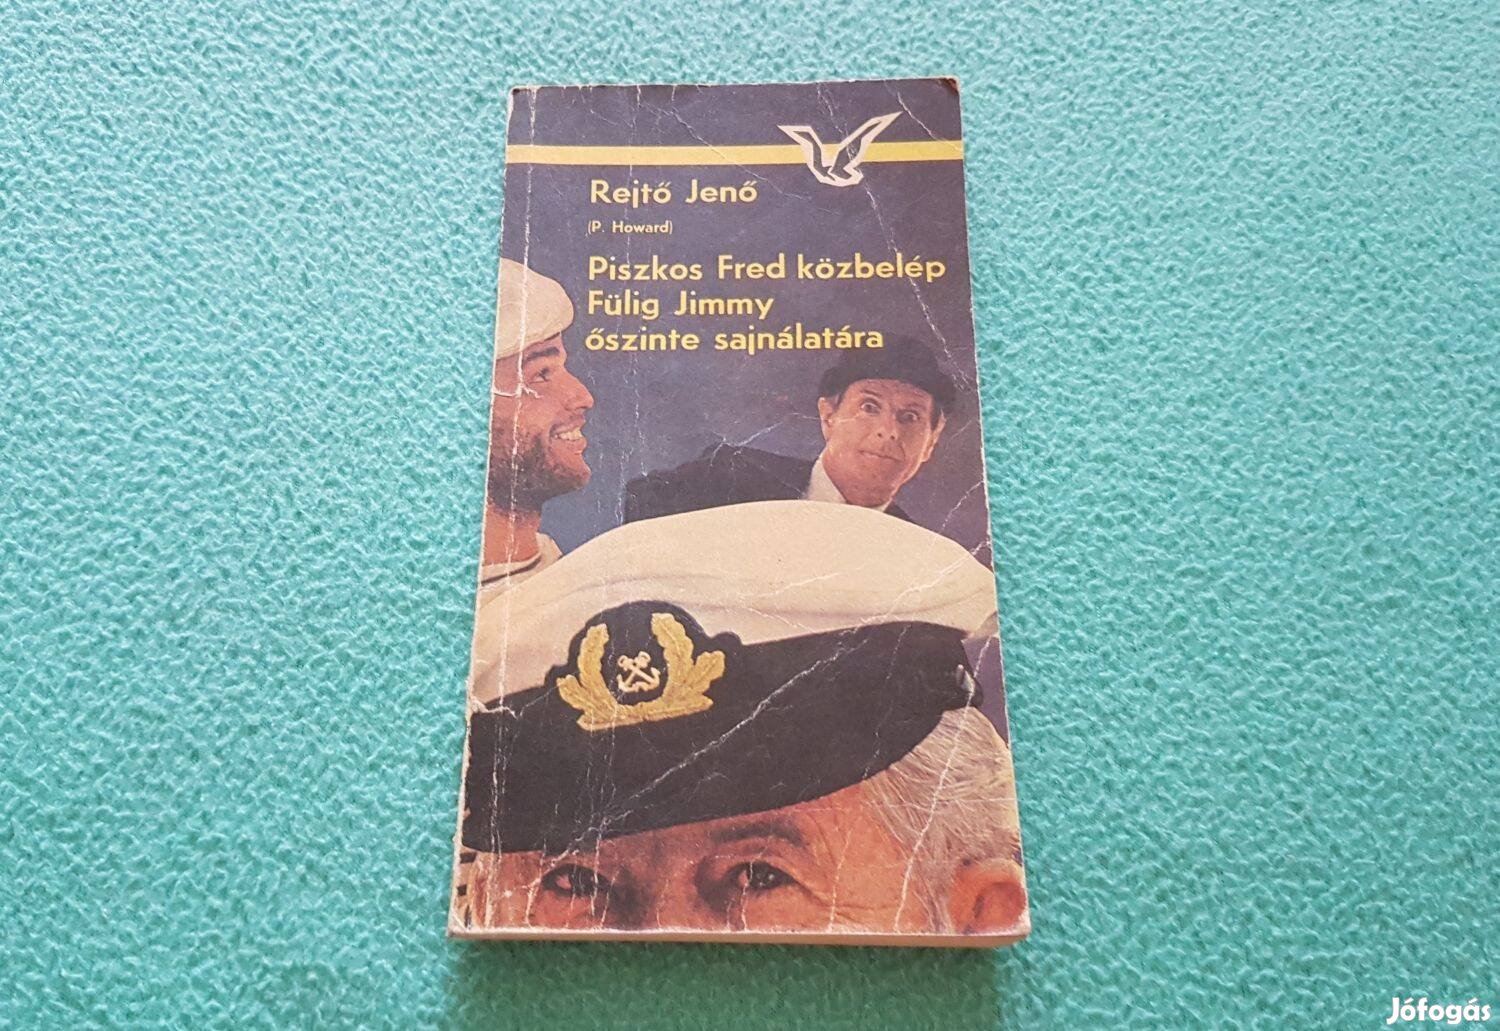 Rejtő Jenő
(P. Howard)
Piszkos Fred közbelép
Fülig Jimmy
őszinte sajnálatára
Jófogás